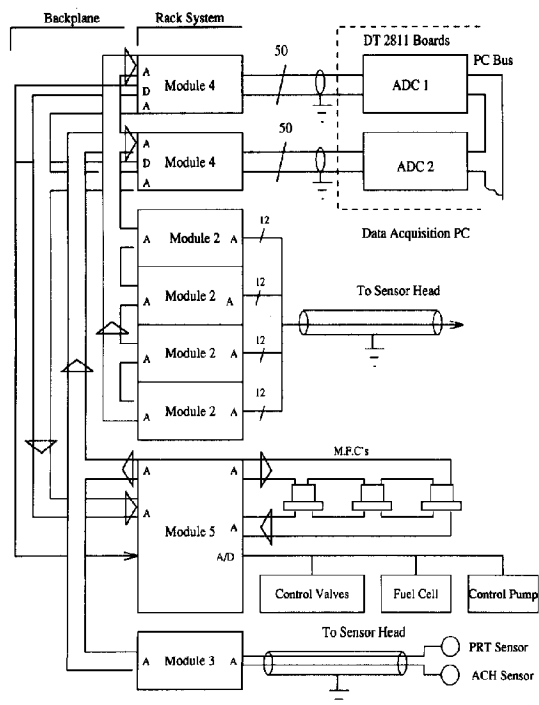 Backplane
Rack System
50
DT 2811 Boards
PC Bus
A
D
A
Module 4
ADC 1
50
A
D
A
Module 4
ADC 2
Data Acquisition PC
A Module 2 A
12
To Sensor Head
A Module 2 A
12
A Module 2 A
12
A Module 2 A
12
M.F.C's
A
A
A
A
Module 5
A/D
Control Valves
Fuel Cell
Control Pump
To Sensor Head
A Module 3 A
PRT Sensor
ACH Sensor